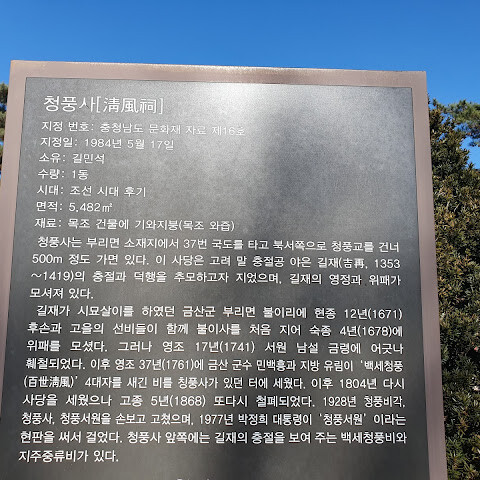 청풍사[淸風祠]
지정 번호: 충청남도 문화재 자료 제16호
지정일: 1984년 5월 17일
소유: 길민석
수량: 1동
시대: 조선 시대 후기
면적: 5,482㎡
재료: 목조 건물에 기와지붕(목조 와즙)
청풍사는 부리면 소재지에서 37번 국도를 타고 북서쪽으로 청풍교를 건너
500m 정도 가면 있다. 이 사당은 고려 말 충절공 야은 길재(吉再, 1353
~1419)의 충절과 덕행을 추모하고자 지었으며, 길재의 영정과 위패가
모셔져 있다.
길재가 시묘살이를 하였던 금산군 부리면 불이리에 현종 12년(1671)
후손과 고을의 선비들이 함께 불이사를 처음 지어 숙종 4년(1678)에
위패를 모셨다. 그러나 영조 17년(1741) 서원 남설 금령에 어긋나
훼철되었다. 이후 영조 37년(1761)에 금산 군수 민백흥과 지방 유림이 '백세청풍
(百世淸風)' 4대자를 새긴 비를 청풍사가 있던 터에 세웠다. 이후 1804년 다시
사당을 세웠으나 고종 5년(1868) 또다시 철폐되었다. 1928년 청풍비각,
청풍사, 청풍서원을 손보고 고쳤으며, 1977년 박정희 대통령이 '청풍서원' 이라는
현판을 써서 걸었다. 청풍사 앞쪽에는 길재의 충절을 보여 주는 백세청풍비와
지주중류비가 있다.